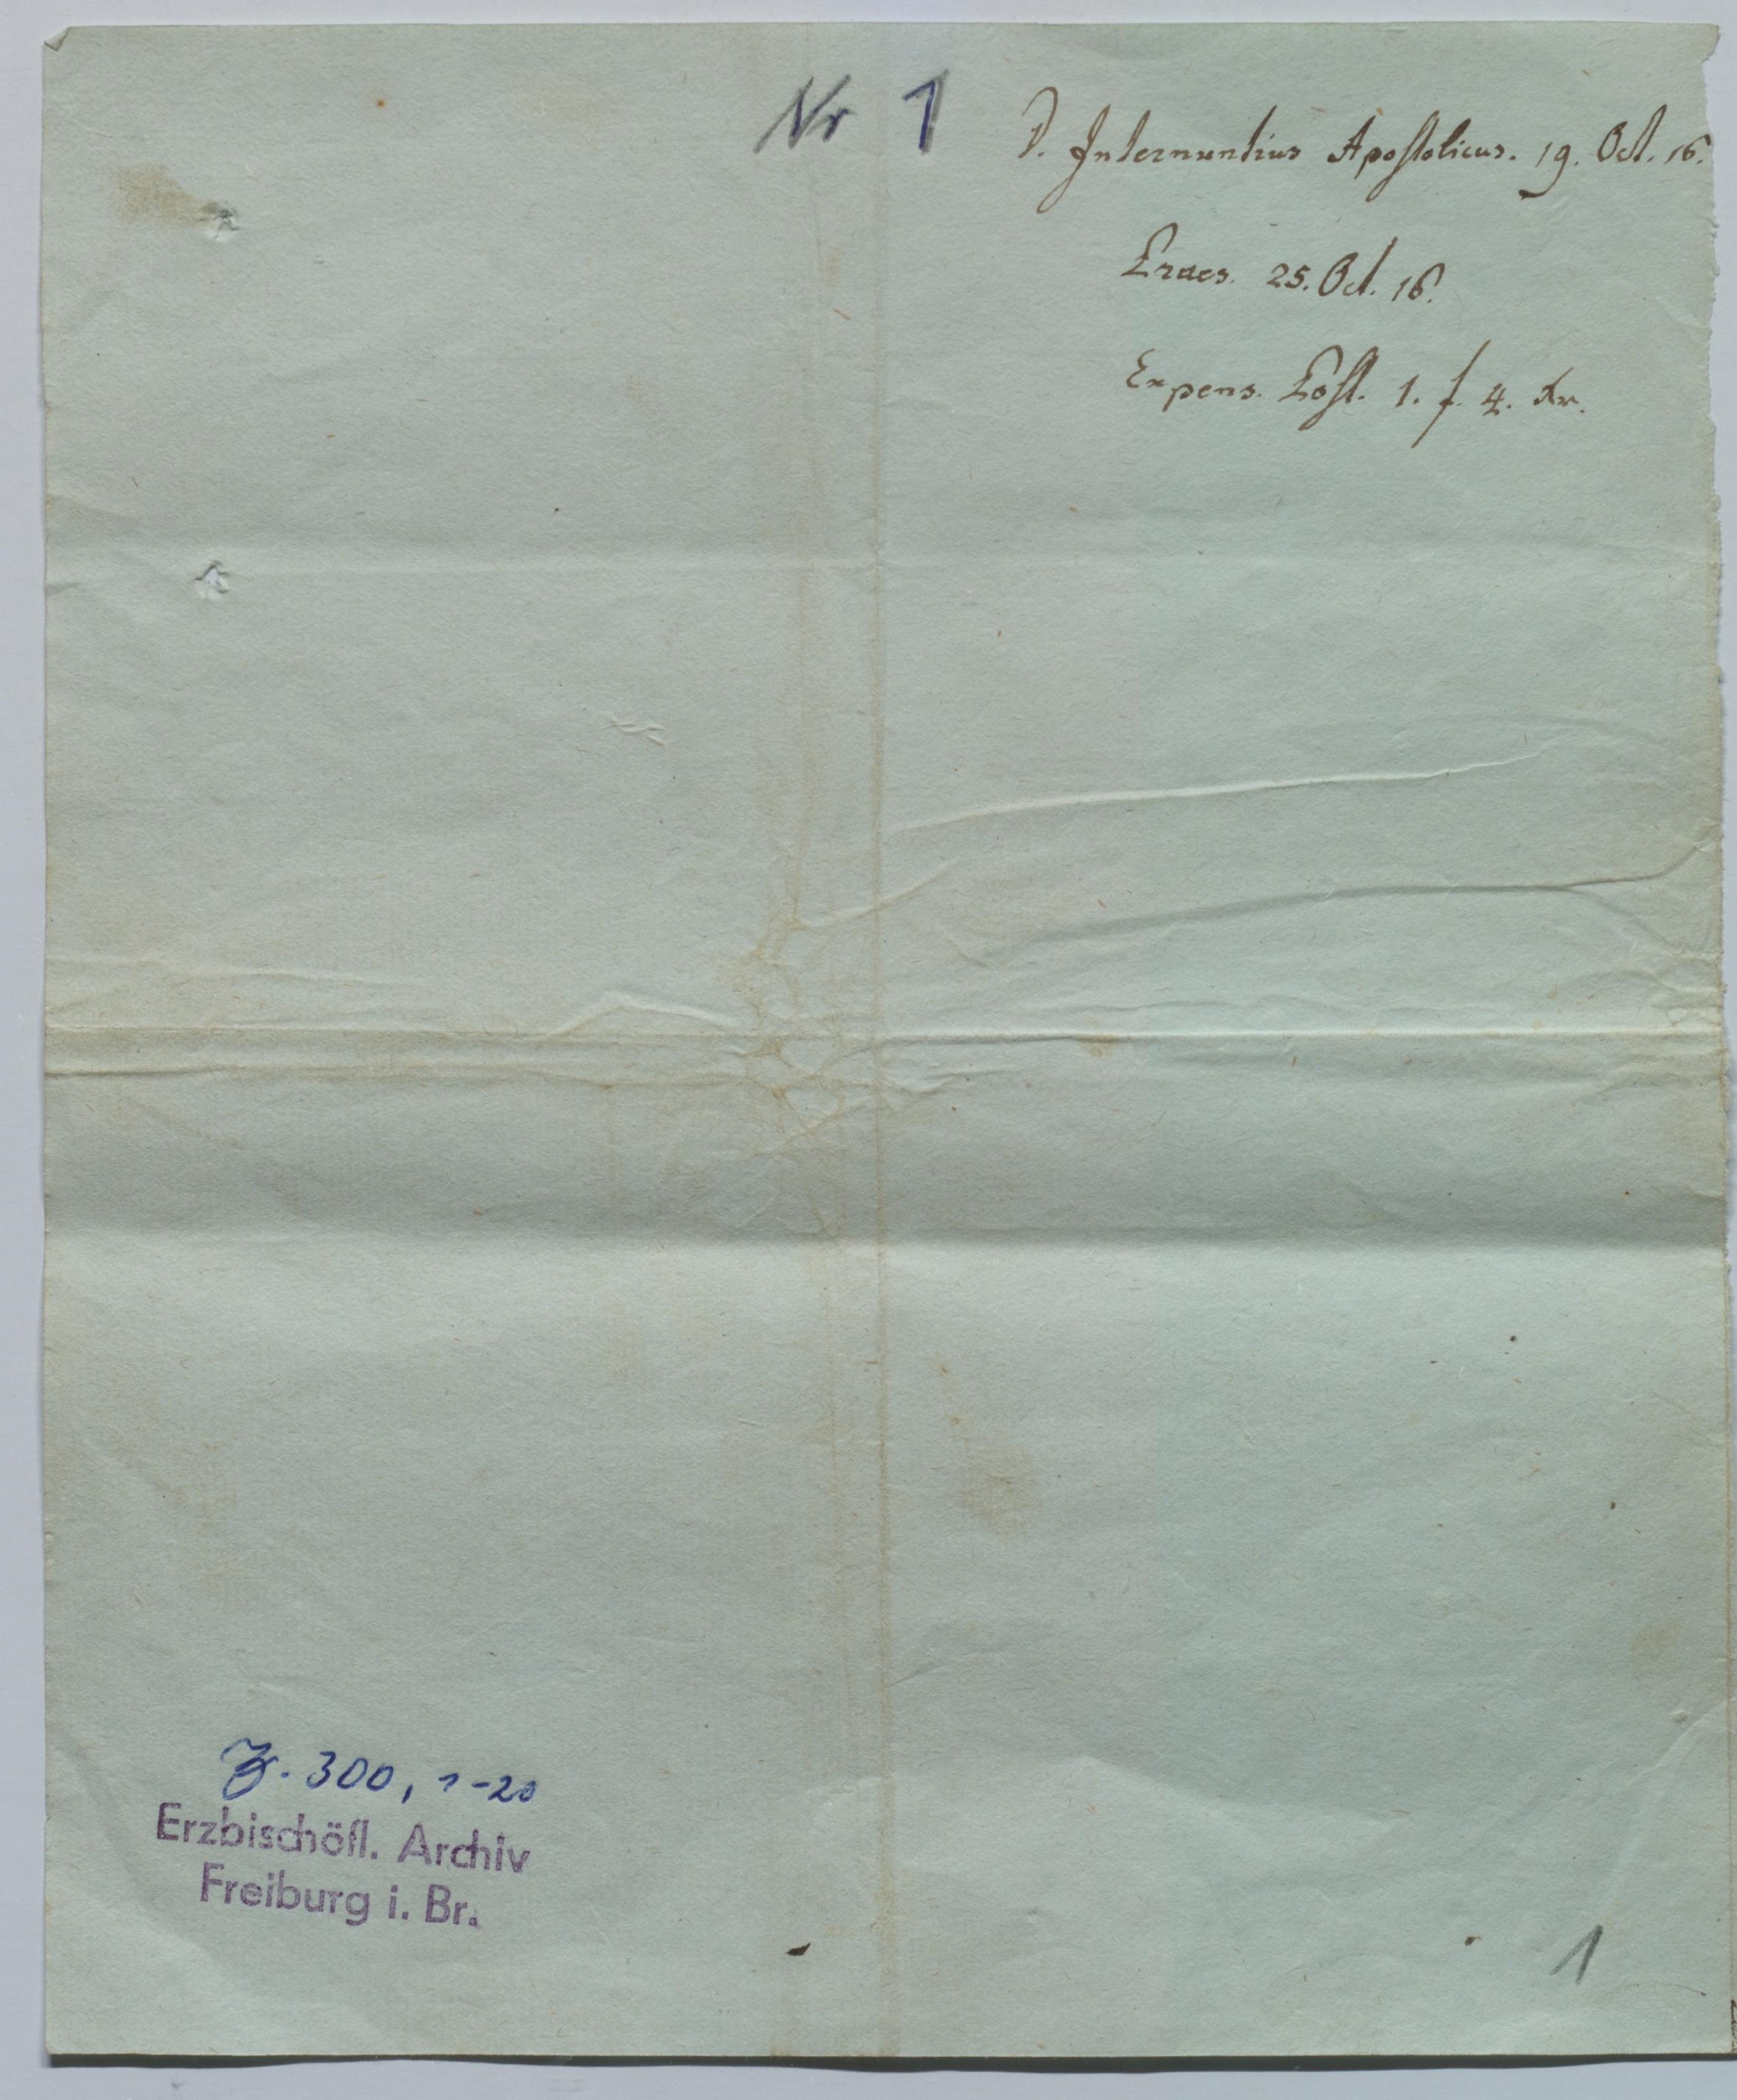 Nr 1
D. Internuntius Apostolicus. 19. Oct. 16.
Praes. 25. Oct. 16.
Expens. Post. 1. f. 4. Xr.
300, 1-20
Erzbischöfl. Archiv
Freiburg i. Br.
1